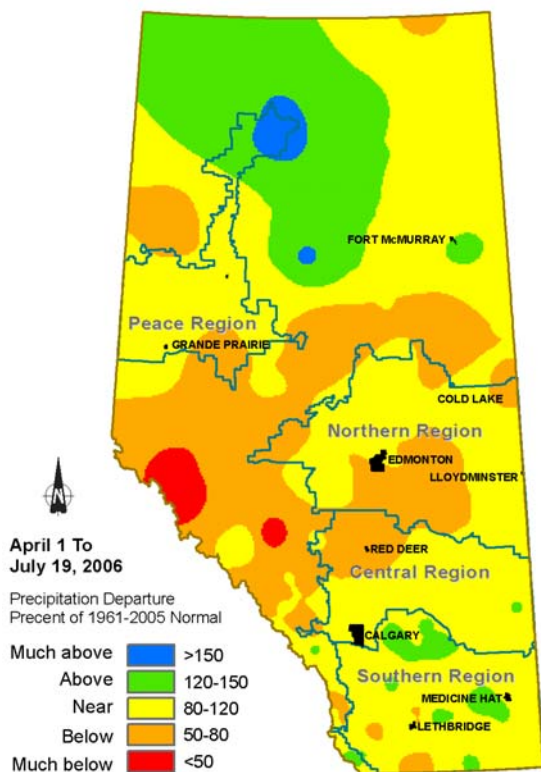 FORT McMURRAY
Peace Region
GRANDE PRAIRIE
COLD LAKE
Northern Region
EDMONTON
LLOYDMINSTER
N
April 1 To
July 19, 2006
RED DEER
Central Region
Precipitation Departure
Precent of 1961-2005 Normal
CALGARY
Much above >150
Above 120-150
Near 80-120
Below 50-80
Much below <50
Southern Region
MEDICINE HAT
LETHBRIDGE